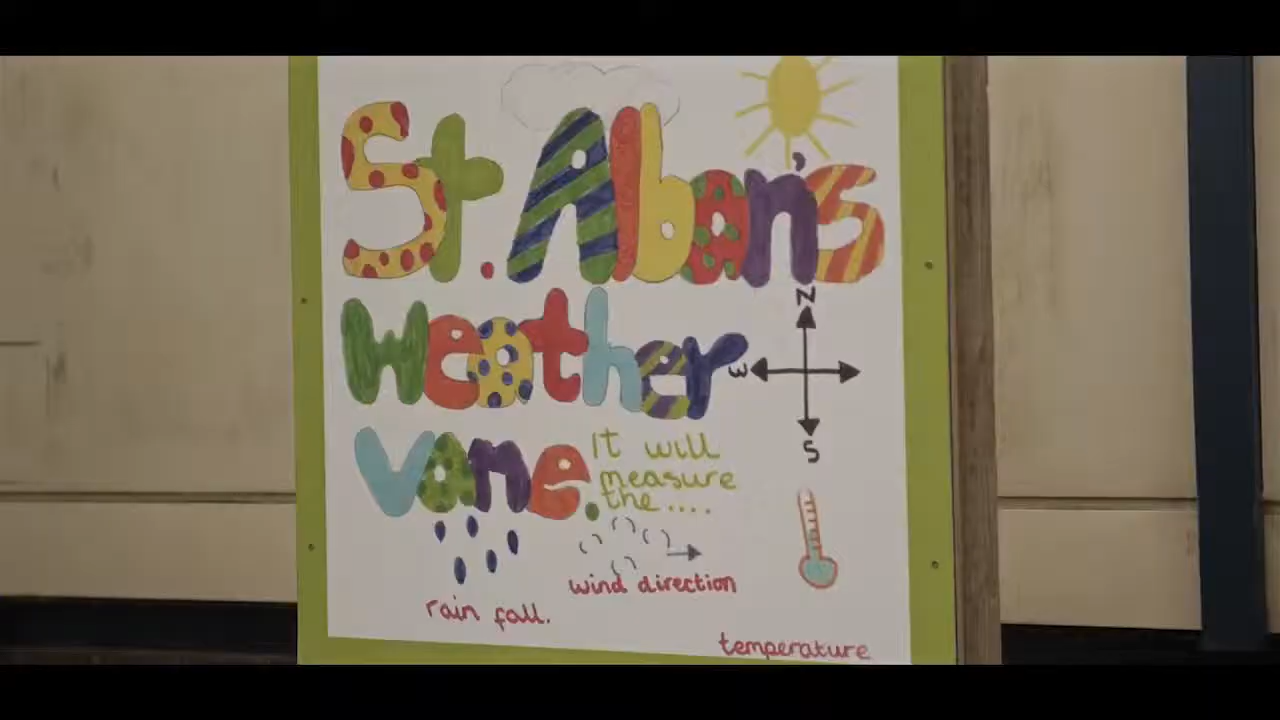 St. Alban's
N
weather
W
S
vane.
It will
measure
the....
wind direction
rain fall.
temperature